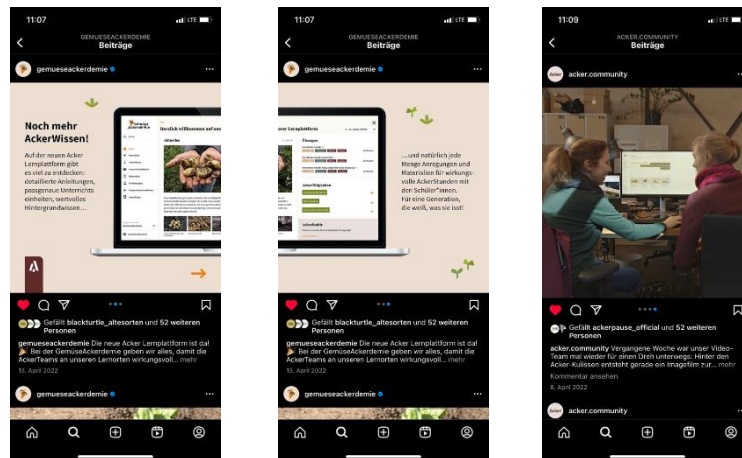 11:07
LTE
GEMUESEACKERDEMIE
Beiträge
gemueseackerdemie
Noch mehr
AckerWissen!
Auf der neuen Acker
Lernplattform gibt
es viel zu entdecken:
detaillierte Anleitungen,
passgenaue Unterrichts
einheiten, wertvolles
Hintergrundwissen...
Herzlich willkommen auf
Gefällt blackturtle_altesorten und 52 weiteren
Personen
gemueseackerdemie Die neue Acker Lernplattform ist da!
Bei der GemüseAckerdemie geben wir alles, damit die
AckerTeams an unseren Lernorten wirkungsvoll... mehr
13. April 2022
gemueseackerdemie
11:07
LTE
GEMUESEACKERDEMIE
Beiträge
gemueseackerdemie
Lernplattform
...und natürlich jede
Menge Anregungen und
Materialien für wirkungs-
volle AckerStunden mit
den Schüler*innen.
Für eine Generation,
die weiß, was sie isst!
Gefällt blackturtle_altesorten und 52 weiteren
Personen
gemueseackerdemie Die neue Acker Lernplattform ist da!
Bei der GemüseAckerdemie geben wir alles, damit die
AckerTeams an unseren Lernorten wirkungsvoll... mehr
13. April 2022
gemueseackerdemie
11:09
LTE
ACKER.COMMUNITY
Beiträge
acker.community
Gefällt ackerpause_official und 52 weiteren
Personen
acker.community Vergangene Woche war unser Video-
Team mal wieder für einen Dreh unterwegs: Hinter den
Acker-Kulissen entsteht gerade ein Imagefilm zur... mehr
Kommentar ansehen
8. April 2022
acker.community